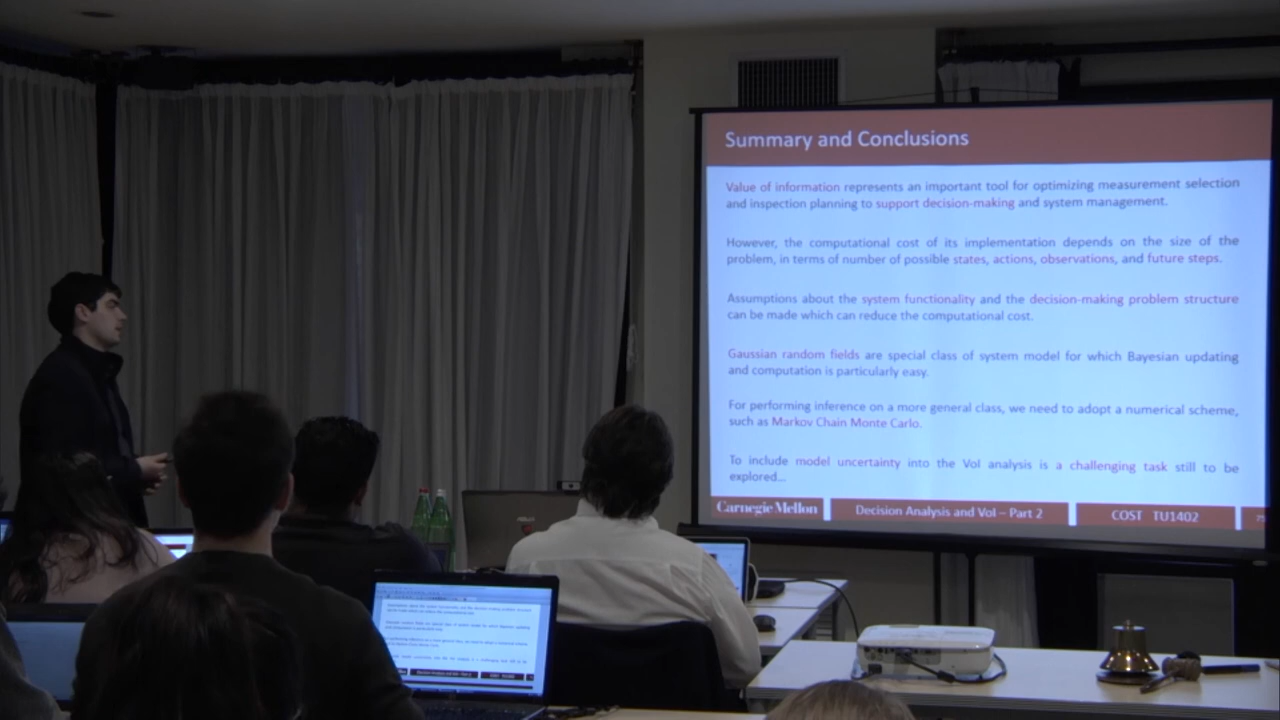 Summary and Conclusions
Value of information represents an important tool for optimizing measurement selection
and inspection planning to support decision-making and system management.
However, the computational cost of its implementation depends on the size of the
problem, in terms of number of possible states, actions, observations, and future steps.
Assumptions about the system functionality and the decision-making problem structure
can be made which can reduce the computational cost.
Gaussian random fields are special class of system model for which Bayesian updating
and computation is particularly easy.
For performing inference on a more general class, we need to adopt a numerical scheme,
such as Markov Chain Monte Carlo.
To include model uncertainty into the VoI analysis is a challenging task still to be
explored...
Carnegie Mellon
Decision Analysis and VoI – Part 2
COST TU1402